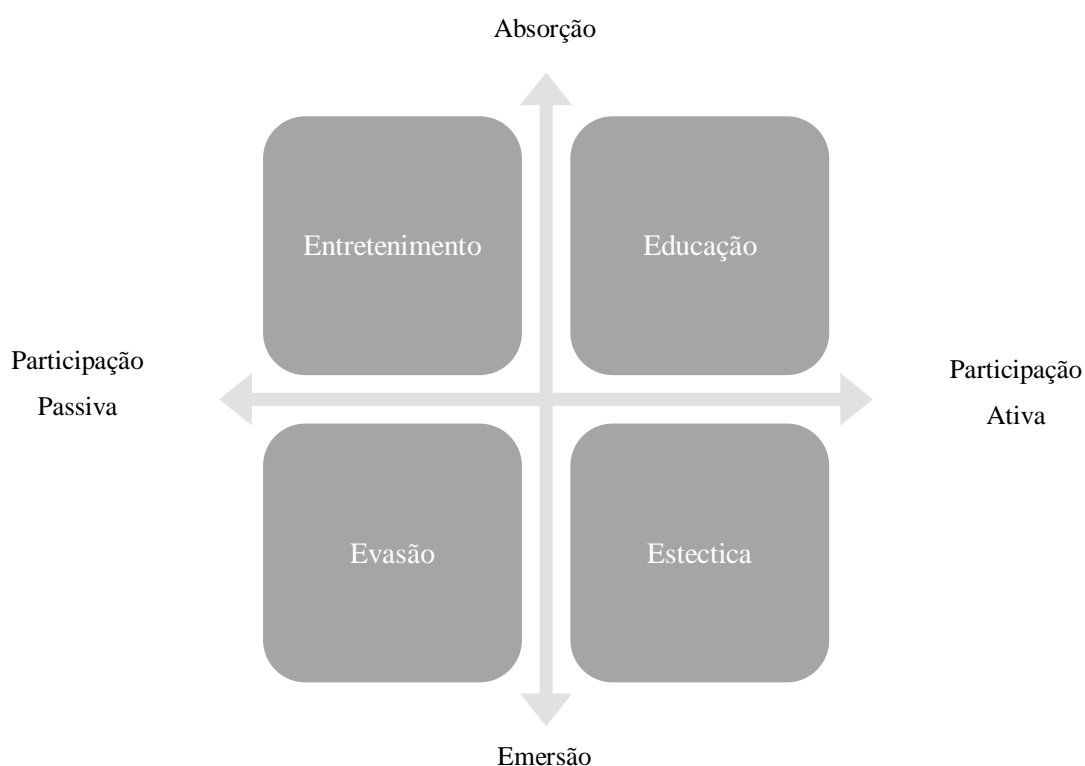 Absorção
Entretenimento
Educação
Participação
Passiva
Participação
Ativa
Evasão
Estectica
Emersão